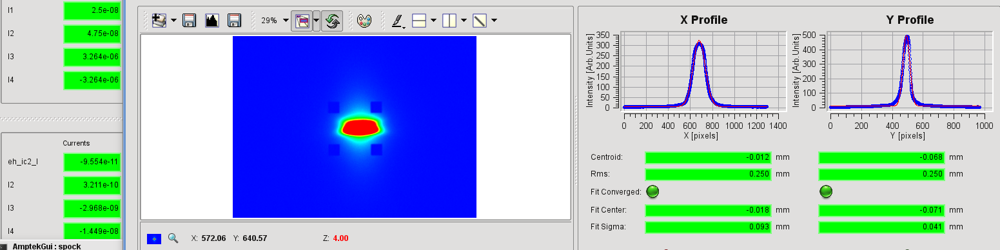 I1 2.5e-08
I2 4.75e-08
I3 3.264e-06
I4 -3.264e-06
Currents
eh_ic2_I -9.554e-11
I2 3.211e-10
I3 -2.968e-09
I4 -1.449e-08
AmptekGui : spock
29%
X: 572.06 Y: 640.57 Z: 4.00
X Profile
Intensity [Arb.Units]
350
300
250
200
150
100
50
0
0 200 400 600 800 1000 1200 1400
X [pixels]
Y Profile
Intensity [Arb.Units]
500
400
300
200
100
0
0 200 400 600 800 1000
Y [pixels]
Centroid: -0.012 mm -0.068 mm
Rms: 0.250 mm 0.250 mm
Fit Converged:
Fit Center: -0.018 mm -0.071 mm
Fit Sigma: 0.093 mm 0.041 mm